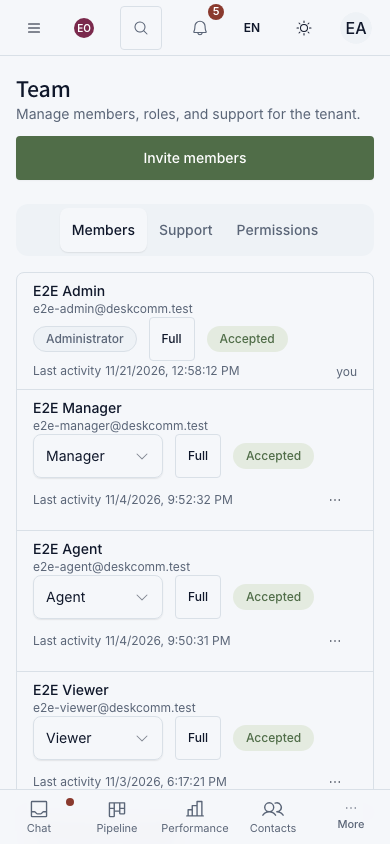 EO
5
EN
EA
Team
Manage members, roles, and support for the tenant.
Invite members
Members Support Permissions
E2E Admin
e2e-admin@deskcomm.test
Administrator Full Accepted
Last activity 11/21/2026, 12:58:12 PM you
E2E Manager
e2e-manager@deskcomm.test
Manager Full Accepted
Last activity 11/4/2026, 9:52:32 PM ...
E2E Agent
e2e-agent@deskcomm.test
Agent Full Accepted
Last activity 11/4/2026, 9:50:31 PM ...
E2E Viewer
e2e-viewer@deskcomm.test
Viewer Full Accepted
Last activity 11/3/2026, 6:17:21 PM ...
Chat Pipeline Performance Contacts More